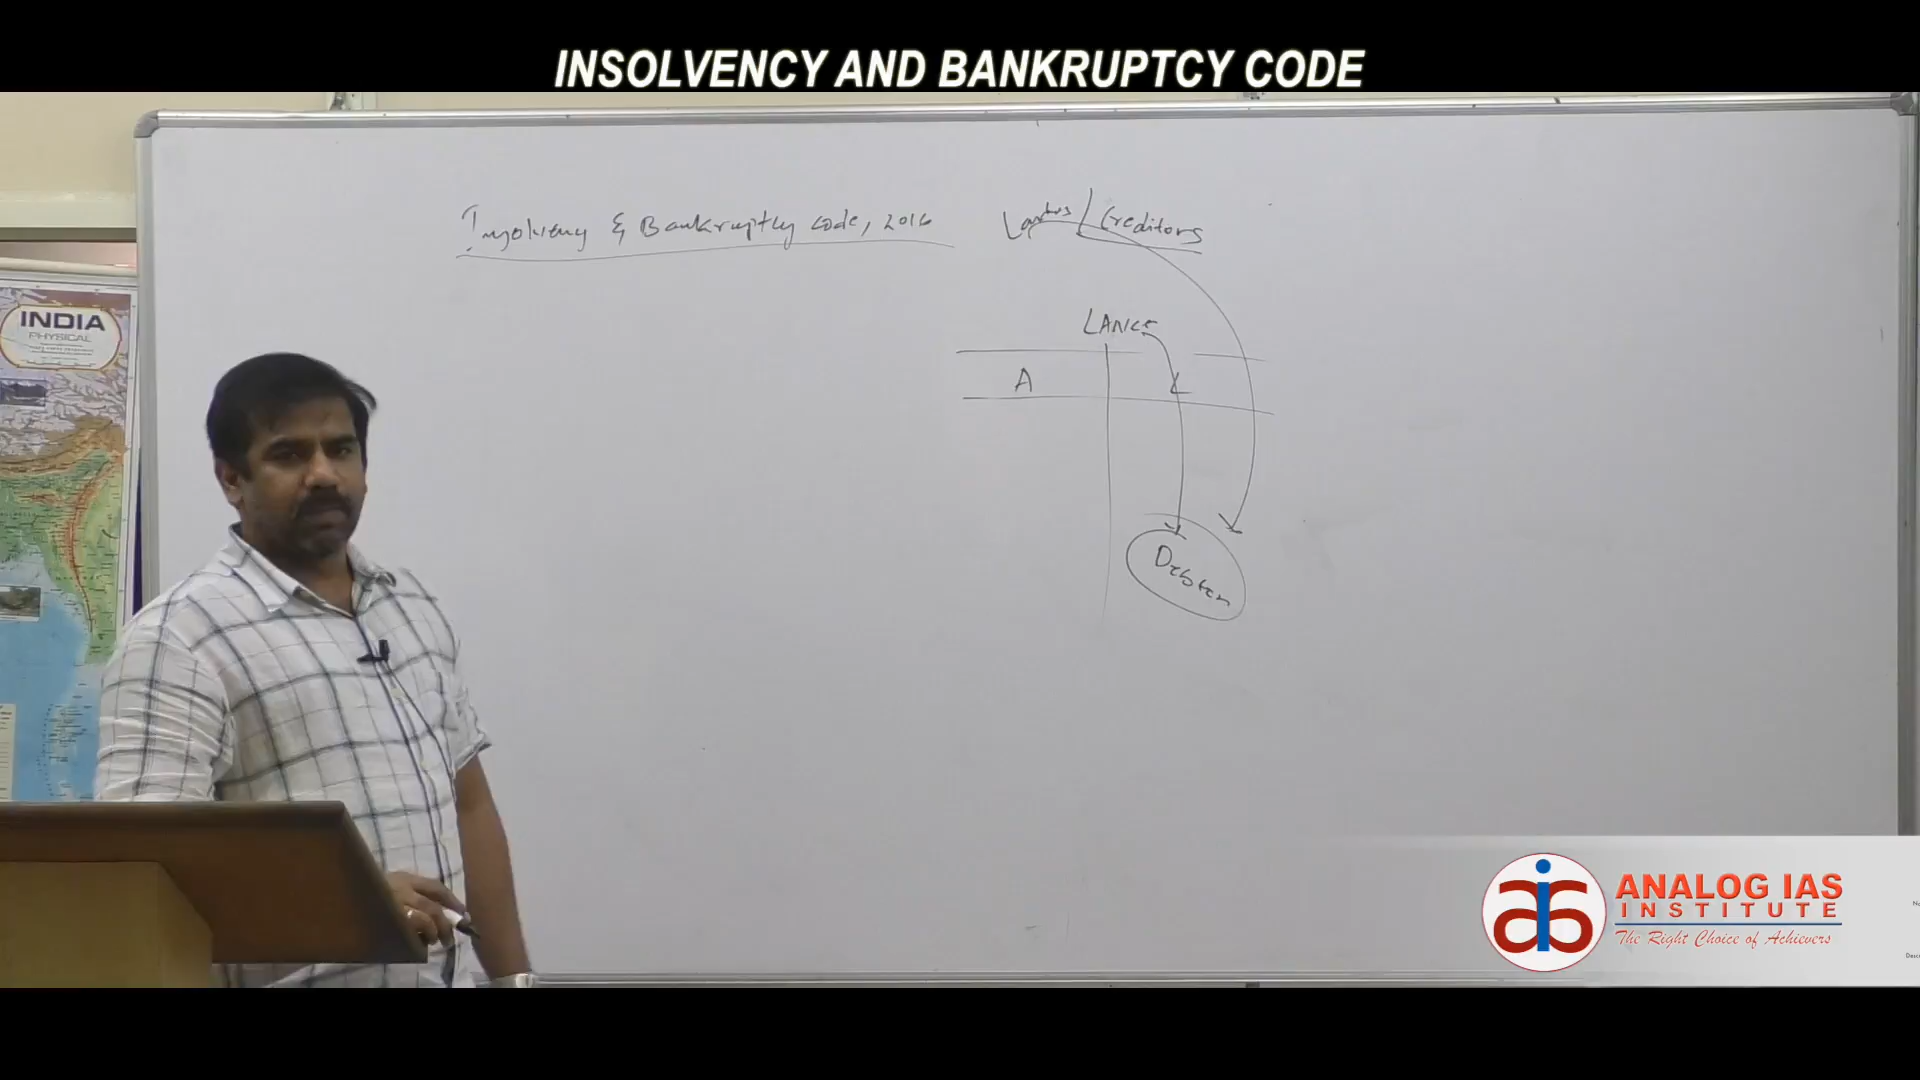 INSOLVENCY AND BANKRUPTCY CODE
Insolvency & Bankruptcy Code, 2016
/ Creditors
LANCE
A L
Debtor
INDIA
PHYSICAL
ANALOG IAS
INSTITUTE
The Right Choice of Achievers